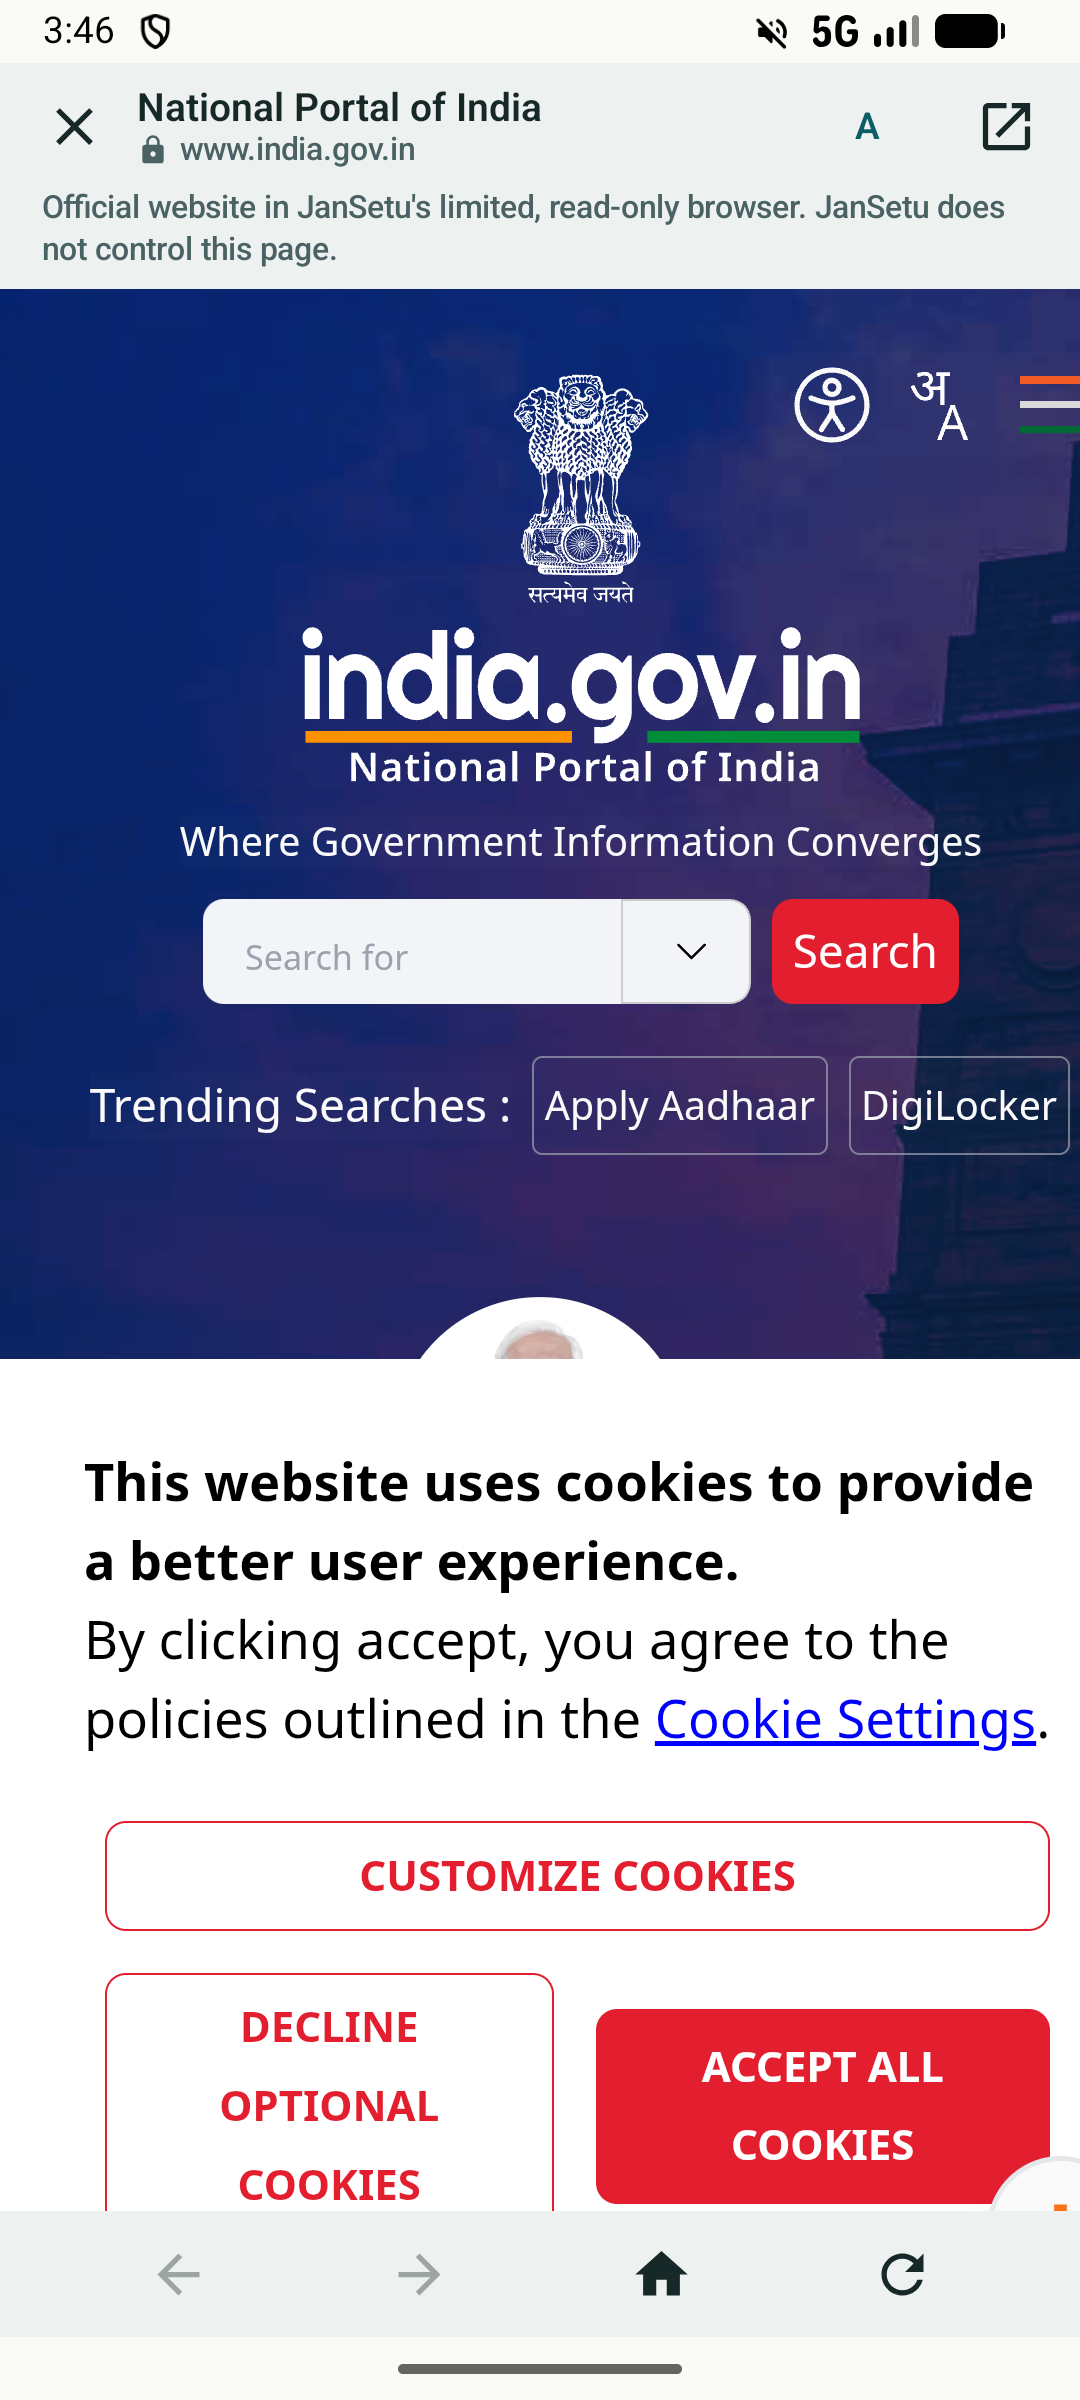 3:46
5G
National Portal of India
www.india.gov.in
A
Official website in JanSetu's limited, read-only browser. JanSetu does
not control this page.
अ
A
सत्यमेव जयते
india.gov.in
National Portal of India
Where Government Information Converges
Search for
Search
Trending Searches :
Apply Aadhaar
DigiLocker
This website uses cookies to provide
a better user experience.
By clicking accept, you agree to the
policies outlined in the Cookie Settings.
CUSTOMIZE COOKIES
DECLINE
OPTIONAL
COOKIES
ACCEPT ALL
COOKIES